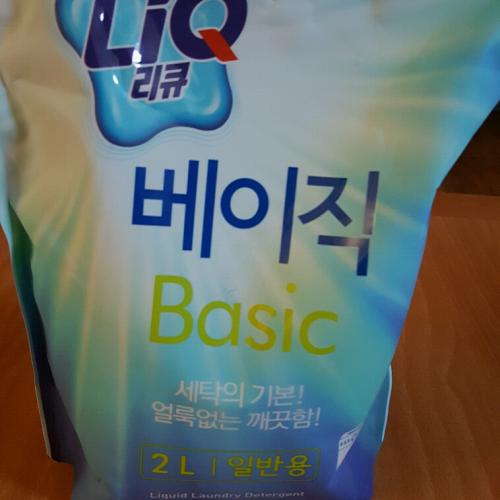 LiQ
리큐
베이직
Basic
세탁의 기본!
얼룩없는 깨끗함!
2 L | 일반용
Liquid Laundry Detergent